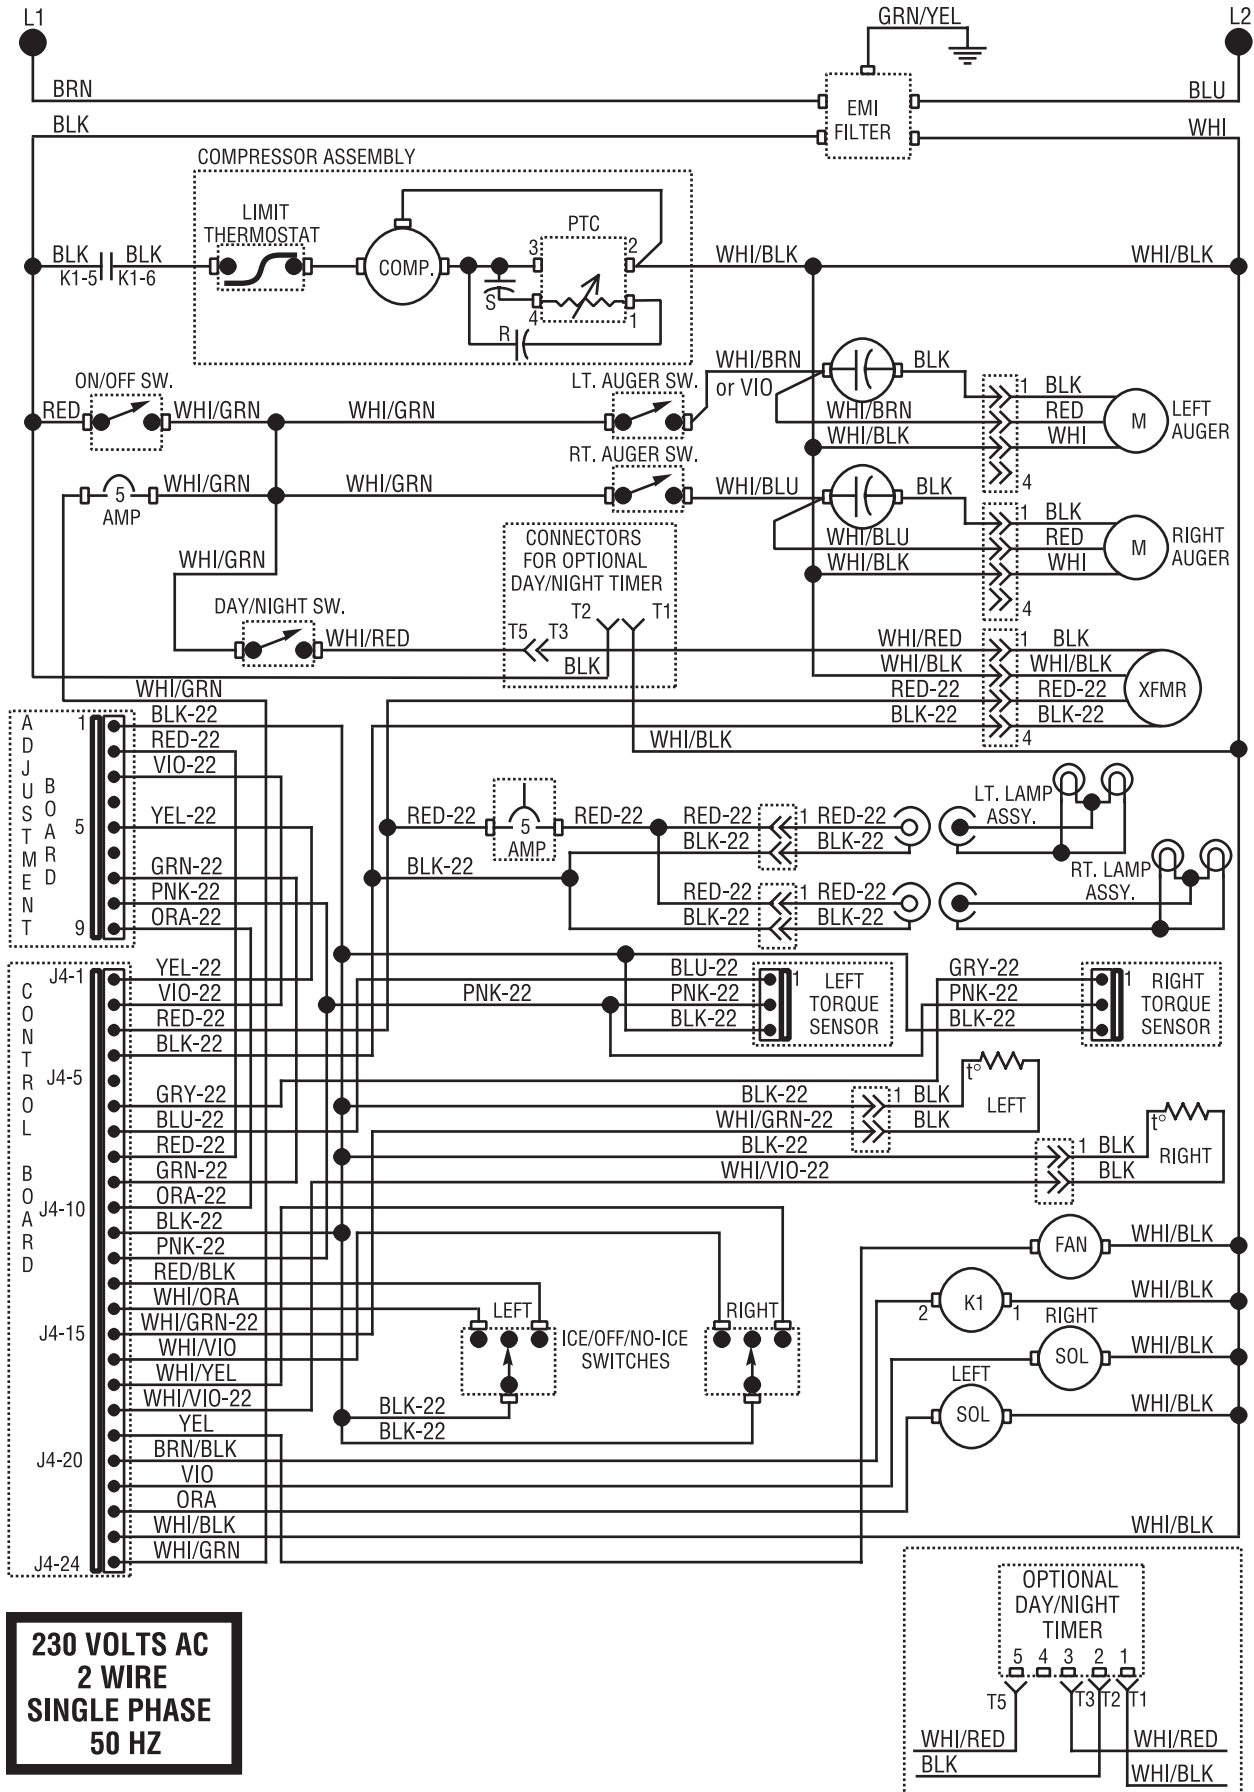 L1
GRN/YEL
L2
BRN
BLU
EMI
FILTER
BLK
WHI
COMPRESSOR ASSEMBLY
LIMIT
THERMOSTAT
PTC
BLK
K1-5
BLK
K1-6
COMP.
3
2
S
4
1
R
WHI/BLK
WHI/BLK
ON/OFF SW.
LT. AUGER SW.
WHI/BRN
or VIO
BLK
RED
WHI/GRN
WHI/GRN
WHI/BRN
WHI/BLK
1
BLK
RED
WHI
4
M
LEFT
AUGER
RT. AUGER SW.
5
AMP
WHI/GRN
WHI/GRN
WHI/BLU
BLK
WHI/BLU
WHI/BLK
1
BLK
RED
WHI
4
M
RIGHT
AUGER
CONNECTORS
FOR OPTIONAL
DAY/NIGHT TIMER
WHI/GRN
DAY/NIGHT SW.
WHI/RED
T5
T3
T2
T1
BLK
WHI/RED
WHI/BLK
RED-22
BLK-22
1
BLK
WHI/BLK
RED-22
BLK-22
4
XFMR
WHI/GRN
WHI/BLK
ADJUSTMENT
BOARD
1
5
9
BLK-22
RED-22
VIO-22
YEL-22
GRN-22
PNK-22
ORA-22
RED-22
5
AMP
RED-22
BLK-22
RED-22
BLK-22
1
RED-22
BLK-22
LT. LAMP
ASSY.
RED-22
BLK-22
1
RED-22
BLK-22
RT. LAMP
ASSY.
CONTROL
BOARD
J4-1
J4-5
J4-10
J4-15
J4-20
J4-24
YEL-22
VIO-22
RED-22
BLK-22
GRY-22
BLU-22
RED-22
GRN-22
ORA-22
BLK-22
PNK-22
RED/BLK
WHI/ORA
WHI/GRN-22
WHI/VIO
WHI/YEL
WHI/VIO-22
YEL
BRN/BLK
VIO
ORA
WHI/BLK
WHI/GRN
PNK-22
BLU-22
PNK-22
BLK-22
1
LEFT
TORQUE
SENSOR
GRY-22
PNK-22
BLK-22
1
RIGHT
TORQUE
SENSOR
BLK-22
WHI/GRN-22
1
BLK
BLK
t°
LEFT
BLK-22
WHI/VIO-22
1
BLK
BLK
t°
RIGHT
LEFT
ICE/OFF/NO-ICE
SWITCHES
RIGHT
BLK-22
BLK-22
FAN
WHI/BLK
2
K1
1
WHI/BLK
RIGHT
SOL
WHI/BLK
LEFT
SOL
WHI/BLK
WHI/BLK
OPTIONAL
DAY/NIGHT
TIMER
5 4 3 2 1
T5
T3
T2
T1
WHI/RED
WHI/RED
BLK
WHI/BLK
230 VOLTS AC
2 WIRE
SINGLE PHASE
50 HZ